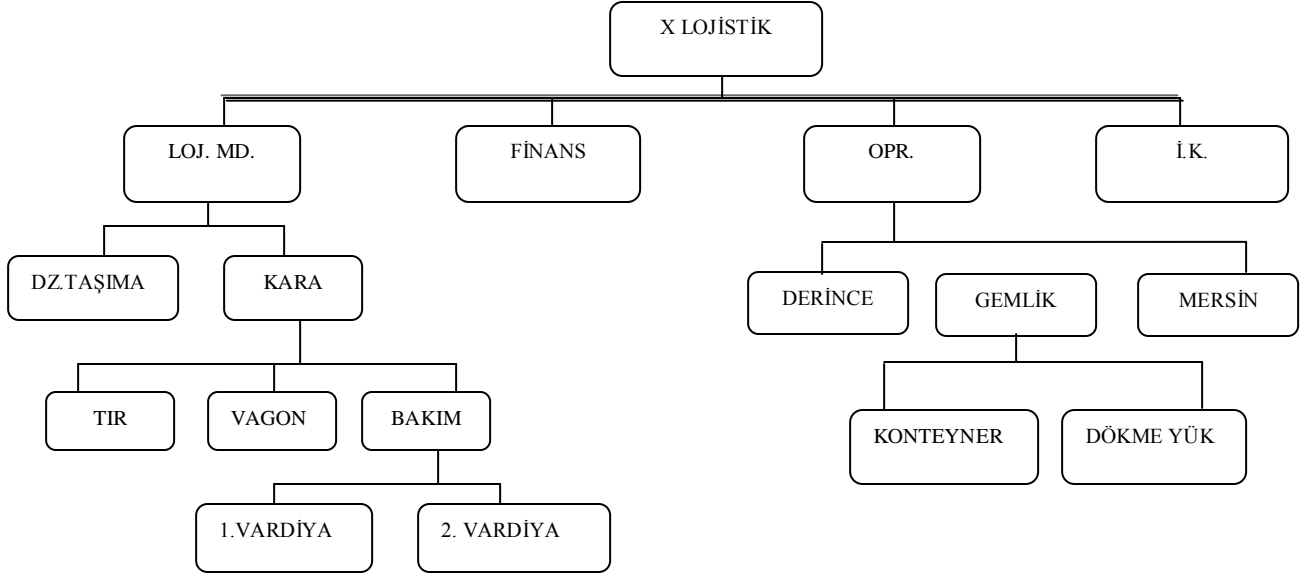 X LOJİSTİK
LOJ. MD.
FİNANS
OPR.
İ.K.
DZ.TAŞIMA
KARA
DERİNCE
GEMLİK
MERSİN
TIR
VAGON
BAKIM
KONTEYNER
DÖKME YÜK
1.VARDİYA
2. VARDİYA